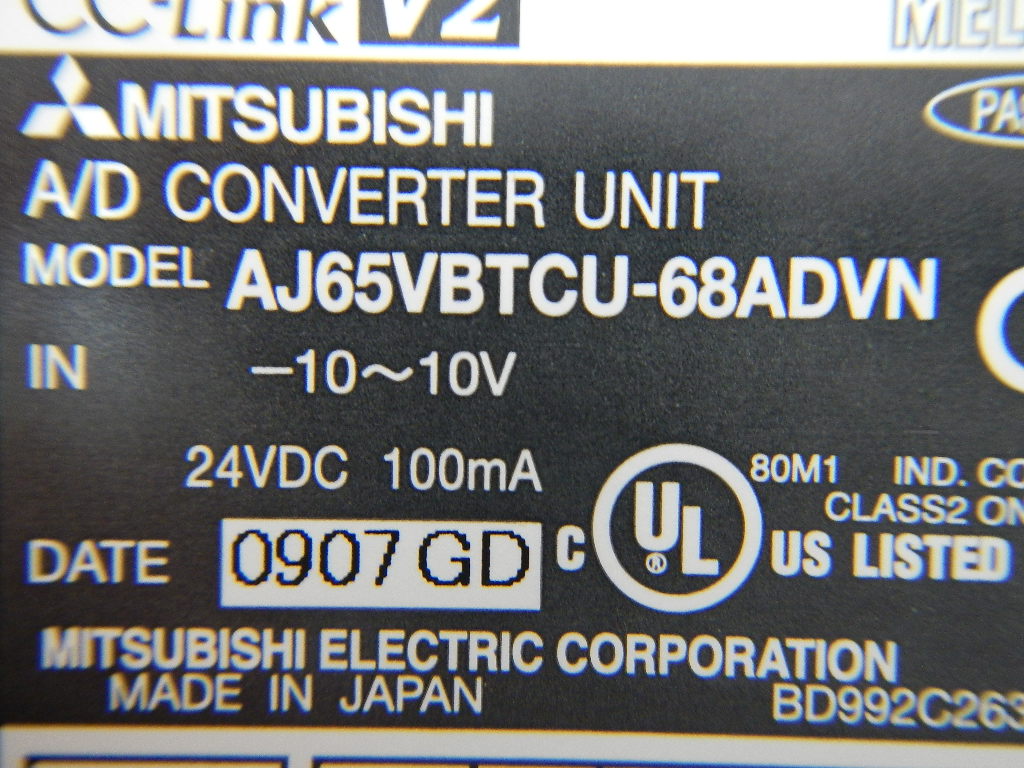 CC-Link V2
MITSUBISHI
A/D CONVERTER UNIT
MODEL AJ65VBTCU-68ADVN
IN -10~10V
24VDC 100mA
80M1 IND.
CLASS2
DATE 0907 GD
C UL® US LISTED
MITSUBISHI ELECTRIC CORPORATION
MADE IN JAPAN
BD992C263